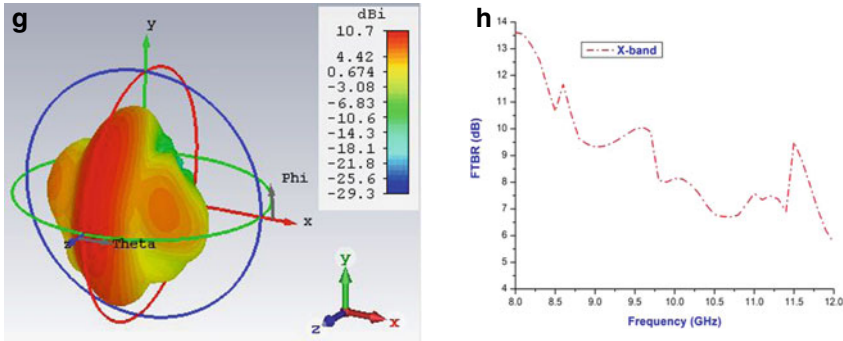 g
dBi
10.7
4.42
0.674
-3.08
-6.83
-10.6
-14.3
-18.1
-21.8
-25.6
-29.3
y
Phi
x
z
Theta
y
z
x
h
X-band
FTBR (dB)
14
13
12
11
10
9
8
7
6
5
4
8.0
8.5
9.0
9.5
10.0
10.5
11.0
11.5
12.0
Frequency (GHz)